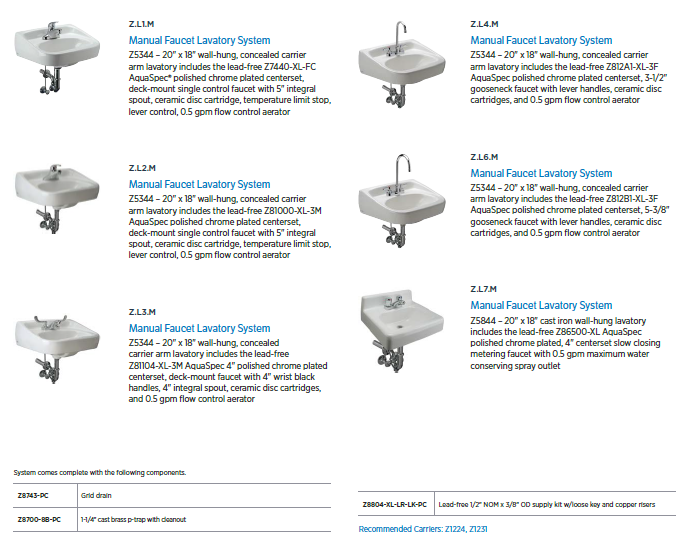 Z.L1.M
Manual Faucet Lavatory System
Z5344 – 20" x 18" wall-hung, concealed carrier
arm lavatory includes the lead-free Z7440-XL-FC
AquaSpec® polished chrome plated centerset,
deck-mount single control faucet with 5" integral
spout, ceramic disc cartridge, temperature limit stop,
lever control, 0.5 gpm flow control aerator
Z.L2.M
Manual Faucet Lavatory System
Z5344 – 20" x 18" wall-hung, concealed carrier
arm lavatory includes the lead-free Z81000-XL-3M
AquaSpec polished chrome plated centerset,
deck-mount single control faucet with 5" integral
spout, ceramic disc cartridge, temperature limit stop,
lever control, 0.5 gpm flow control aerator
Z.L3.M
Manual Faucet Lavatory System
Z5344 – 20" x 18" wall-hung, concealed
carrier arm lavatory includes the lead-free
Z81104-XL-3M AquaSpec 4" polished chrome plated
centerset, deck-mount faucet with 4" wrist black
handles, 4" integral spout, ceramic disc cartridges,
and 0.5 gpm flow control aerator
Z.L4.M
Manual Faucet Lavatory System
Z5344 – 20" x 18" wall-hung, concealed carrier
arm lavatory includes the lead-free Z812A1-XL-3F
AquaSpec polished chrome plated centerset, 3-1/2"
gooseneck faucet with lever handles, ceramic disc
cartridges, and 0.5 gpm flow control aerator
Z.L6.M
Manual Faucet Lavatory System
Z5344 – 20" x 18" wall-hung, concealed carrier
arm lavatory includes the lead-free Z812B1-XL-3F
AquaSpec polished chrome plated centerset, 5-3/8"
gooseneck faucet with lever handles, ceramic disc
cartridges, and 0.5 gpm flow control aerator
Z.L7.M
Manual Faucet Lavatory System
Z5844 – 20" x 18" cast iron wall-hung lavatory
includes the lead-free Z86500-XL AquaSpec
polished chrome plated, 4" centerset slow closing
metering faucet with 0.5 gpm maximum water
conserving spray outlet
System comes complete with the following components.
Z8743-PC Grid drain
Z8700-8B-PC 1-1/4" cast brass p-trap with cleanout
Z8804-XL-LR-LK-PC Lead-free 1/2" NOM x 3/8" OD supply kit w/loose key and copper risers
Recommended Carriers: Z1224, Z1231